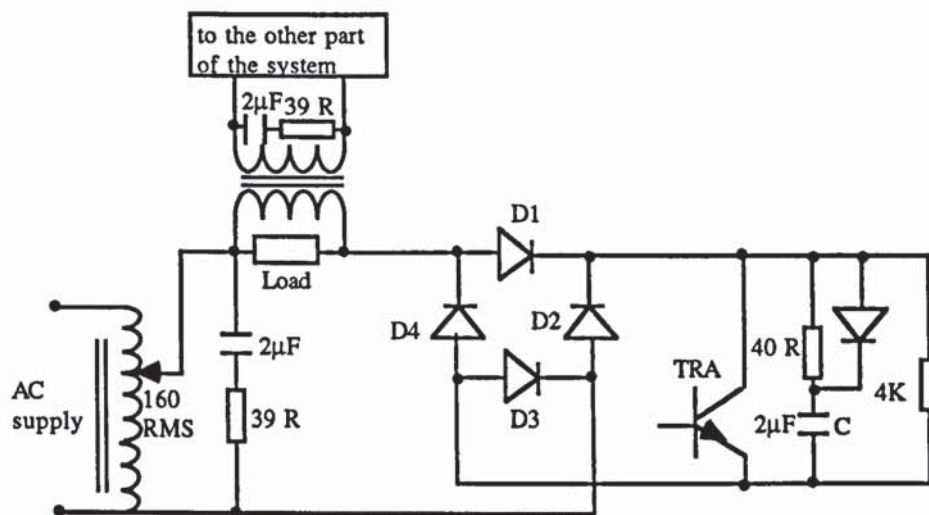 to the other part
of the system
2µF
39 R
D1
Load
D4
D2
2µF
40 R
AC
supply
160
RMS
39 R
D3
TRA
2µF
C
4K